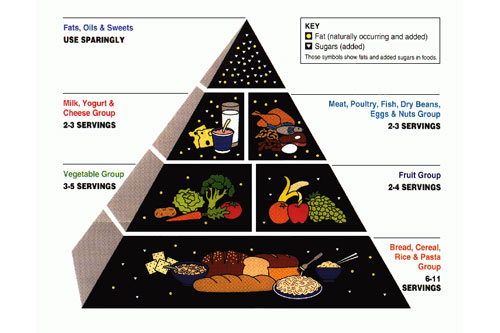 Fats, Oils & Sweets
USE SPARINGLY
KEY
Fat (naturally occurring and added)
Sugars (added)
These symbols show fats and added sugars in foods.
Milk, Yogurt &
Cheese Group
2-3 SERVINGS
Meat, Poultry, Fish, Dry Beans,
Eggs & Nuts Group
2-3 SERVINGS
Vegetable Group
3-5 SERVINGS
Fruit Group
2-4 SERVINGS
Bread, Cereal,
Rice & Pasta
Group
6-11
SERVINGS